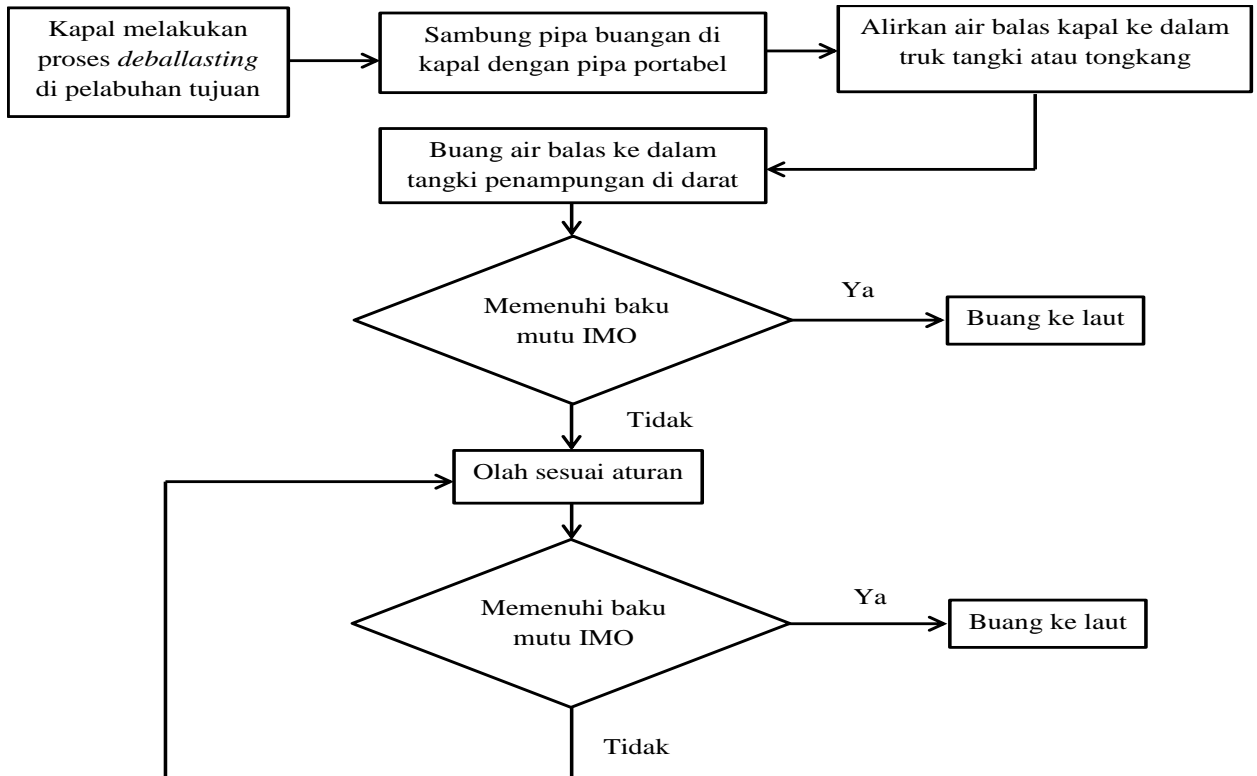 Kapal melakukan
proses deballasting
di pelabuhan tujuan
Sambung pipa buangan di
kapal dengan pipa portabel
Alirkan air balas kapal ke dalam
truk tangki atau tongkang
Buang air balas ke dalam
tangki penampungan di darat
Memenuhi baku
mutu IMO
Ya
Buang ke laut
Tidak
Olah sesuai aturan
Memenuhi baku
mutu IMO
Ya
Buang ke laut
Tidak